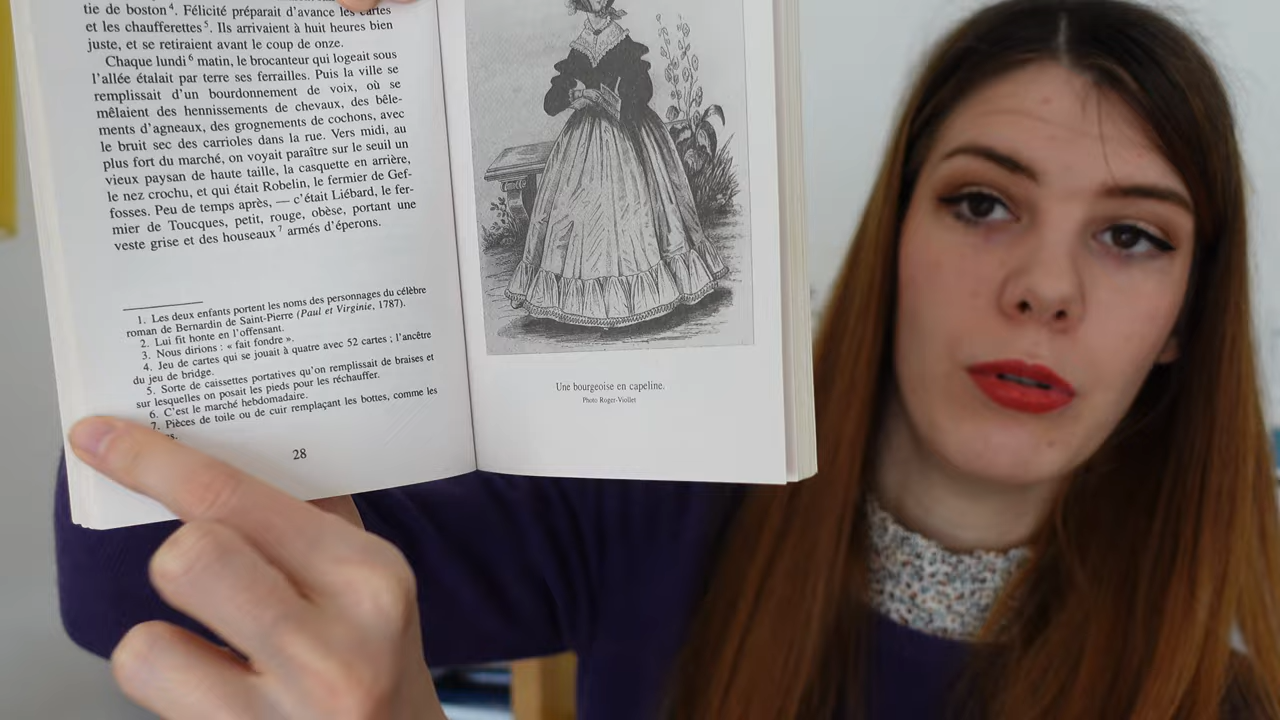 tie de boston⁴. Félicité préparait d'avance les cartes
et les chaufferettes⁵. Ils arrivaient à huit heures bien
juste, et se retiraient avant le coup de onze.
Chaque lundi⁶ matin, le brocanteur qui logeait sous
l'allée étalait par terre ses ferrailles. Puis la ville se
remplissait d'un bourdonnement de voix, où se
mêlaient des hennissements de chevaux, des bêle-
ments d'agneaux, des grognements de cochons, avec
le bruit sec des carrioles dans la rue. Vers midi, au
plus fort du marché, on voyait paraître sur le seuil un
vieux paysan de haute taille, la casquette en arrière,
le nez crochu, et qui était Robelin, le fermier de Gef-
fosses. Peu de temps après, — c'était Liébard, le fer-
mier de Toucques, petit, rouge, obèse, portant une
veste grise et des houseaux⁷ armés d'éperons.
1. Les deux enfants portent les noms des personnages du célèbre
roman de Bernardin de Saint-Pierre (Paul et Virginie, 1787).
2. Lui fit honte en l'offensant.
3. Nous dirions : « fait fondre ».
4. Jeu de cartes qui se jouait à quatre avec 52 cartes ; l'ancêtre
du jeu de bridge.
5. Sorte de caissettes portatives qu'on remplissait de braises et
sur lesquelles on posait les pieds pour les réchauffer.
6. C'est le marché hebdomadaire.
7. Pièces de toile ou de cuir remplaçant les bottes, comme les
28
Une bourgeoise en capeline.
Photo Roger-Viollet